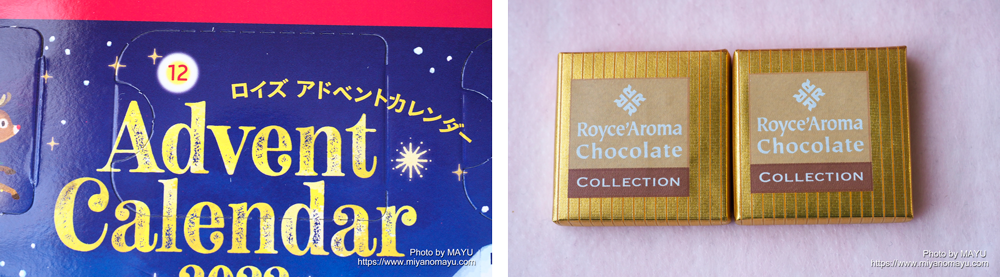 12
ロイズ アドベントカレンダー
Advent
Calendar
Photo by MAYU
https://www.miyanomayu.com
Royce'Aroma
Chocolate
COLLECTION
Royce'Aroma
Chocolate
COLLECTION
Photo by MAYU
https://www.miyanomayu.com